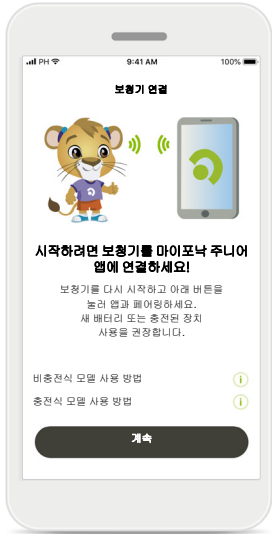 PH 9:41 AM 100%
보청기 연결
시작하려면 보청기를 마이포낙 주니어
앱에 연결하세요!
보청기를 다시 시작하고 아래 버튼을
눌러 앱과 페어링하세요.
새 배터리 또는 충전된 장치
사용을 권장합니다.
비충전식 모델 사용 방법 i
충전식 모델 사용 방법 i
계속